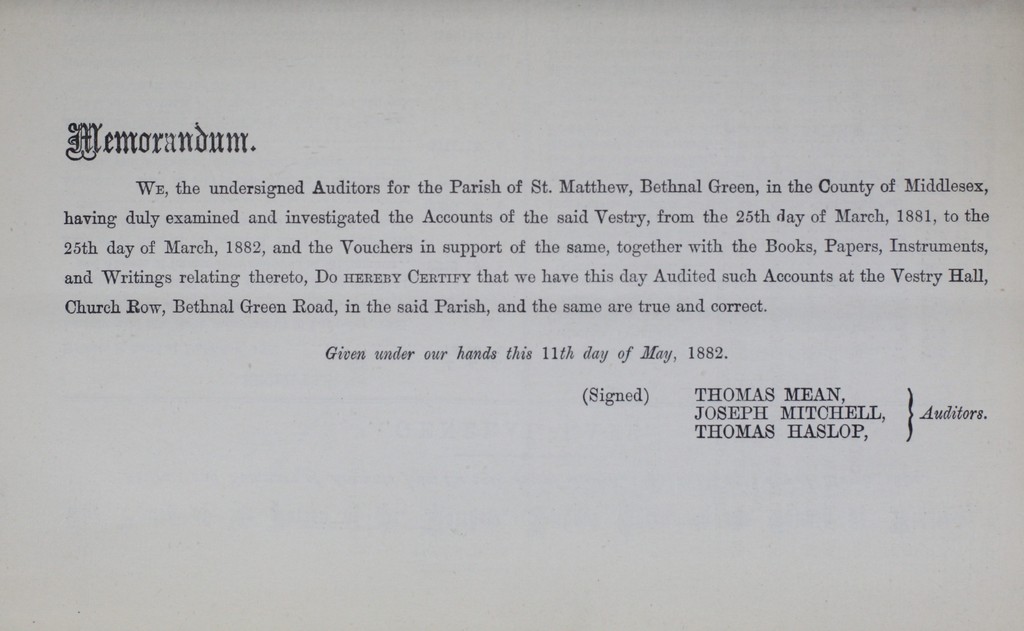 Memorandum.
WE, the undersigned Auditors for the Parish of St. Matthew, Bethnal Green, in the County of Middlesex,
having duly examined and investigated the Accounts of the said Vestry, from the 25th day of March, 1881, to the
25th day of March, 1882, and the Vouchers in support of the same, together with the Books, Papers, Instruments,
and Writings relating thereto, DO HEREBY CERTIFY that we have this day Audited such Accounts at the Vestry Hall,
Church Row, Bethnal Green Road, in the said Parish, and the same are true and correct.
Given under our hands this 11th day of May, 1882.
(Signed) THOMAS MEAN,
JOSEPH MITCHELL, } Auditors.
THOMAS HASLOP,